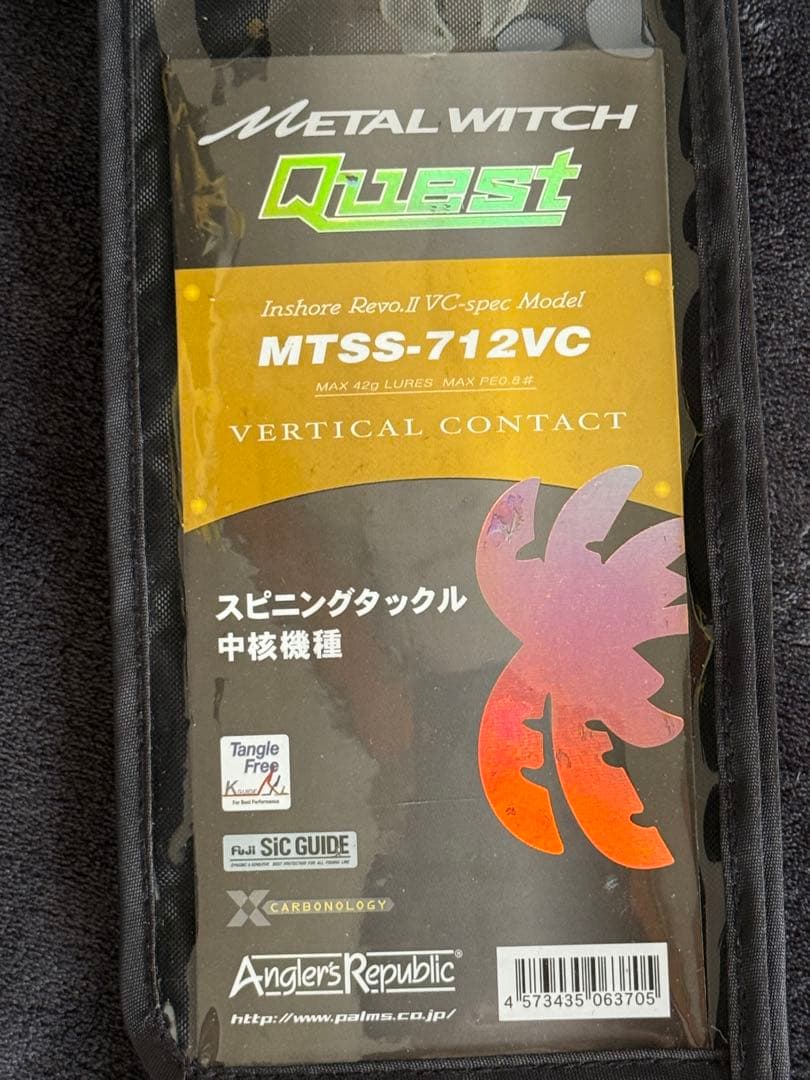 METAL WITCH
Quest
Inshore Revo.II VC-spec Model
MTSS-712VC
MAX 42g LURES MAX PE0.8#
VERTICAL CONTACT
スピニングタックル
中核機種
Tangle
Free
K GUIDE
For Best Performance
Fuji SiC GUIDE
X CARBONOLOGY
Angler's Republic®
http://www.palms.co.jp/
4 573435 063705